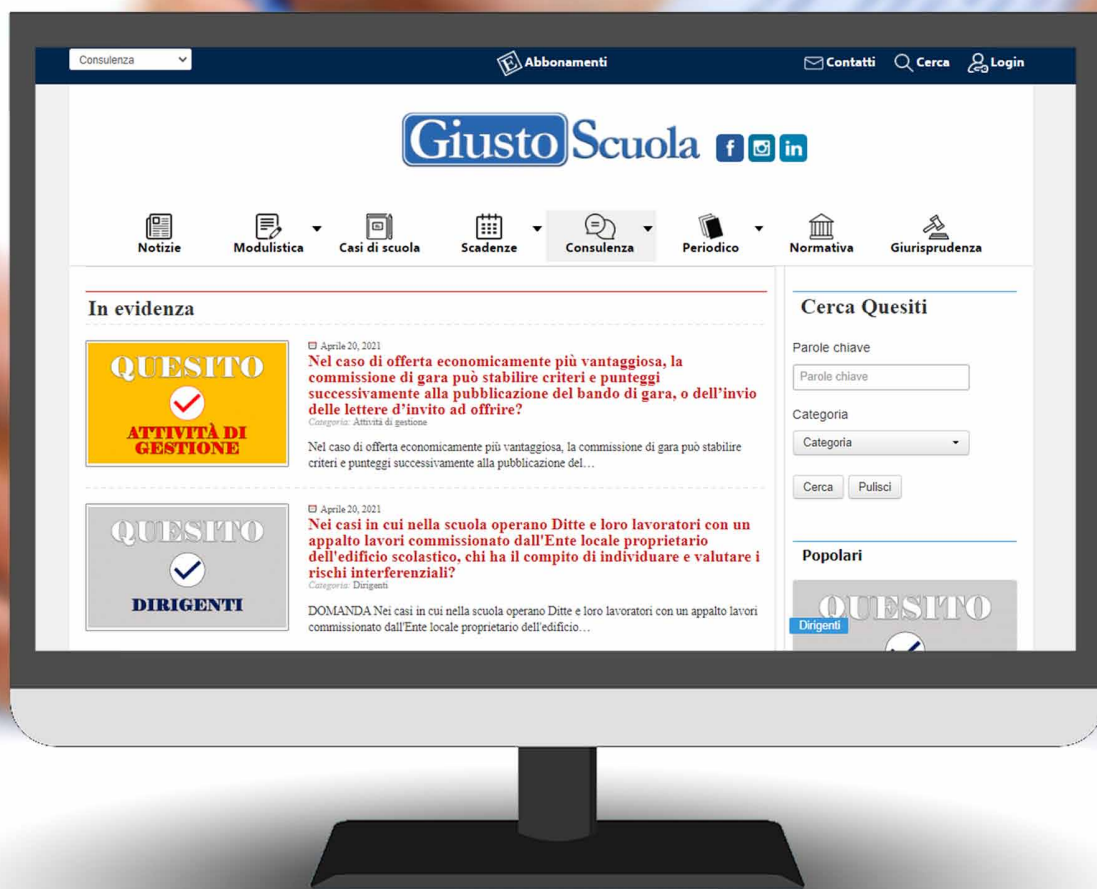 Consulenza
Abbonamenti
Contatti
Cerca
Login
Giusto Scuola
Notizie
Modulistica
Casi di scuola
Scadenze
Consulenza
Periodico
Normativa
Giurisprudenza
In evidenza
QUESITO
ATTIVITÀ DI
GESTIONE
Aprile 20, 2021
Nel caso di offerta economicamente più vantaggiosa, la
commissione di gara può stabilire criteri e punteggi
successivamente alla pubblicazione del bando di gara, o dell'invio
delle lettere d'invito ad offrire?
Categoria: Attività di gestione
Nel caso di offerta economicamente più vantaggiosa, la commissione di gara può stabilire
criteri e punteggi successivamente alla pubblicazione del…
QUESITO
DIRIGENTI
Aprile 20, 2021
Nei casi in cui nella scuola operano Ditte e loro lavoratori con un
appalto lavori commissionato dall'Ente locale proprietario
dell'edificio scolastico, chi ha il compito di individuare e valutare i
rischi interferenziali?
Categoria: Dirigenti
DOMANDA Nei casi in cui nella scuola operano Ditte e loro lavoratori con un appalto lavori
commissionato dall'Ente locale proprietario dell'edificio…
Cerca Quesiti
Parole chiave
Parole chiave
Categoria
Categoria
Cerca
Pulisci
Popolari
QUESITO
Dirigenti